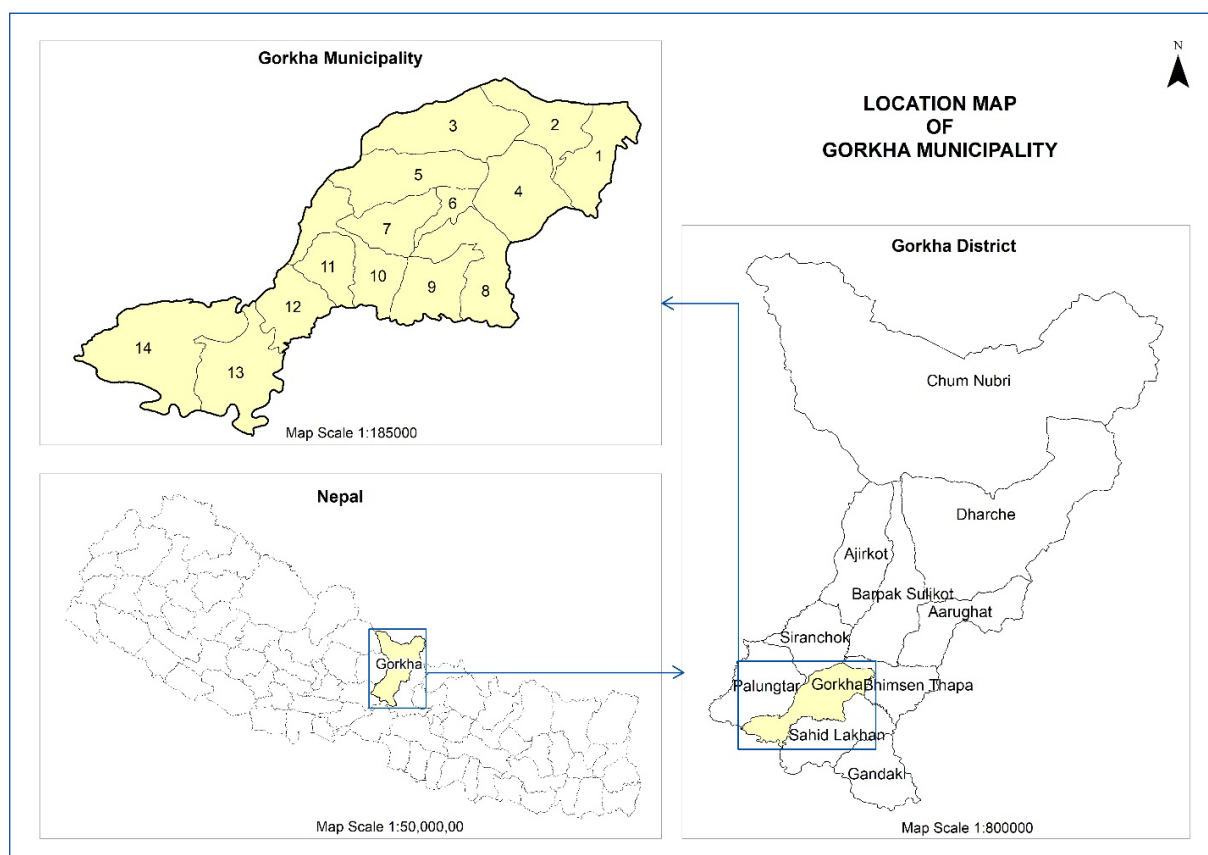 N
LOCATION MAP
OF
GORKHA MUNICIPALITY
Gorkha Municipality
3
2
1
5
4
6
7
11
10
9
8
12
14
13
Map Scale 1:185000
Nepal
Gorkha
Map Scale 1:50,000,00
Gorkha District
Chum Nubri
Dharche
Ajirkot
Barpak Sulikot
Aarughat
Siranchok
Palungtar
Gorkha
Bhimsen Thapa
Sahid Lakhan
Gandaki
Map Scale 1:800000